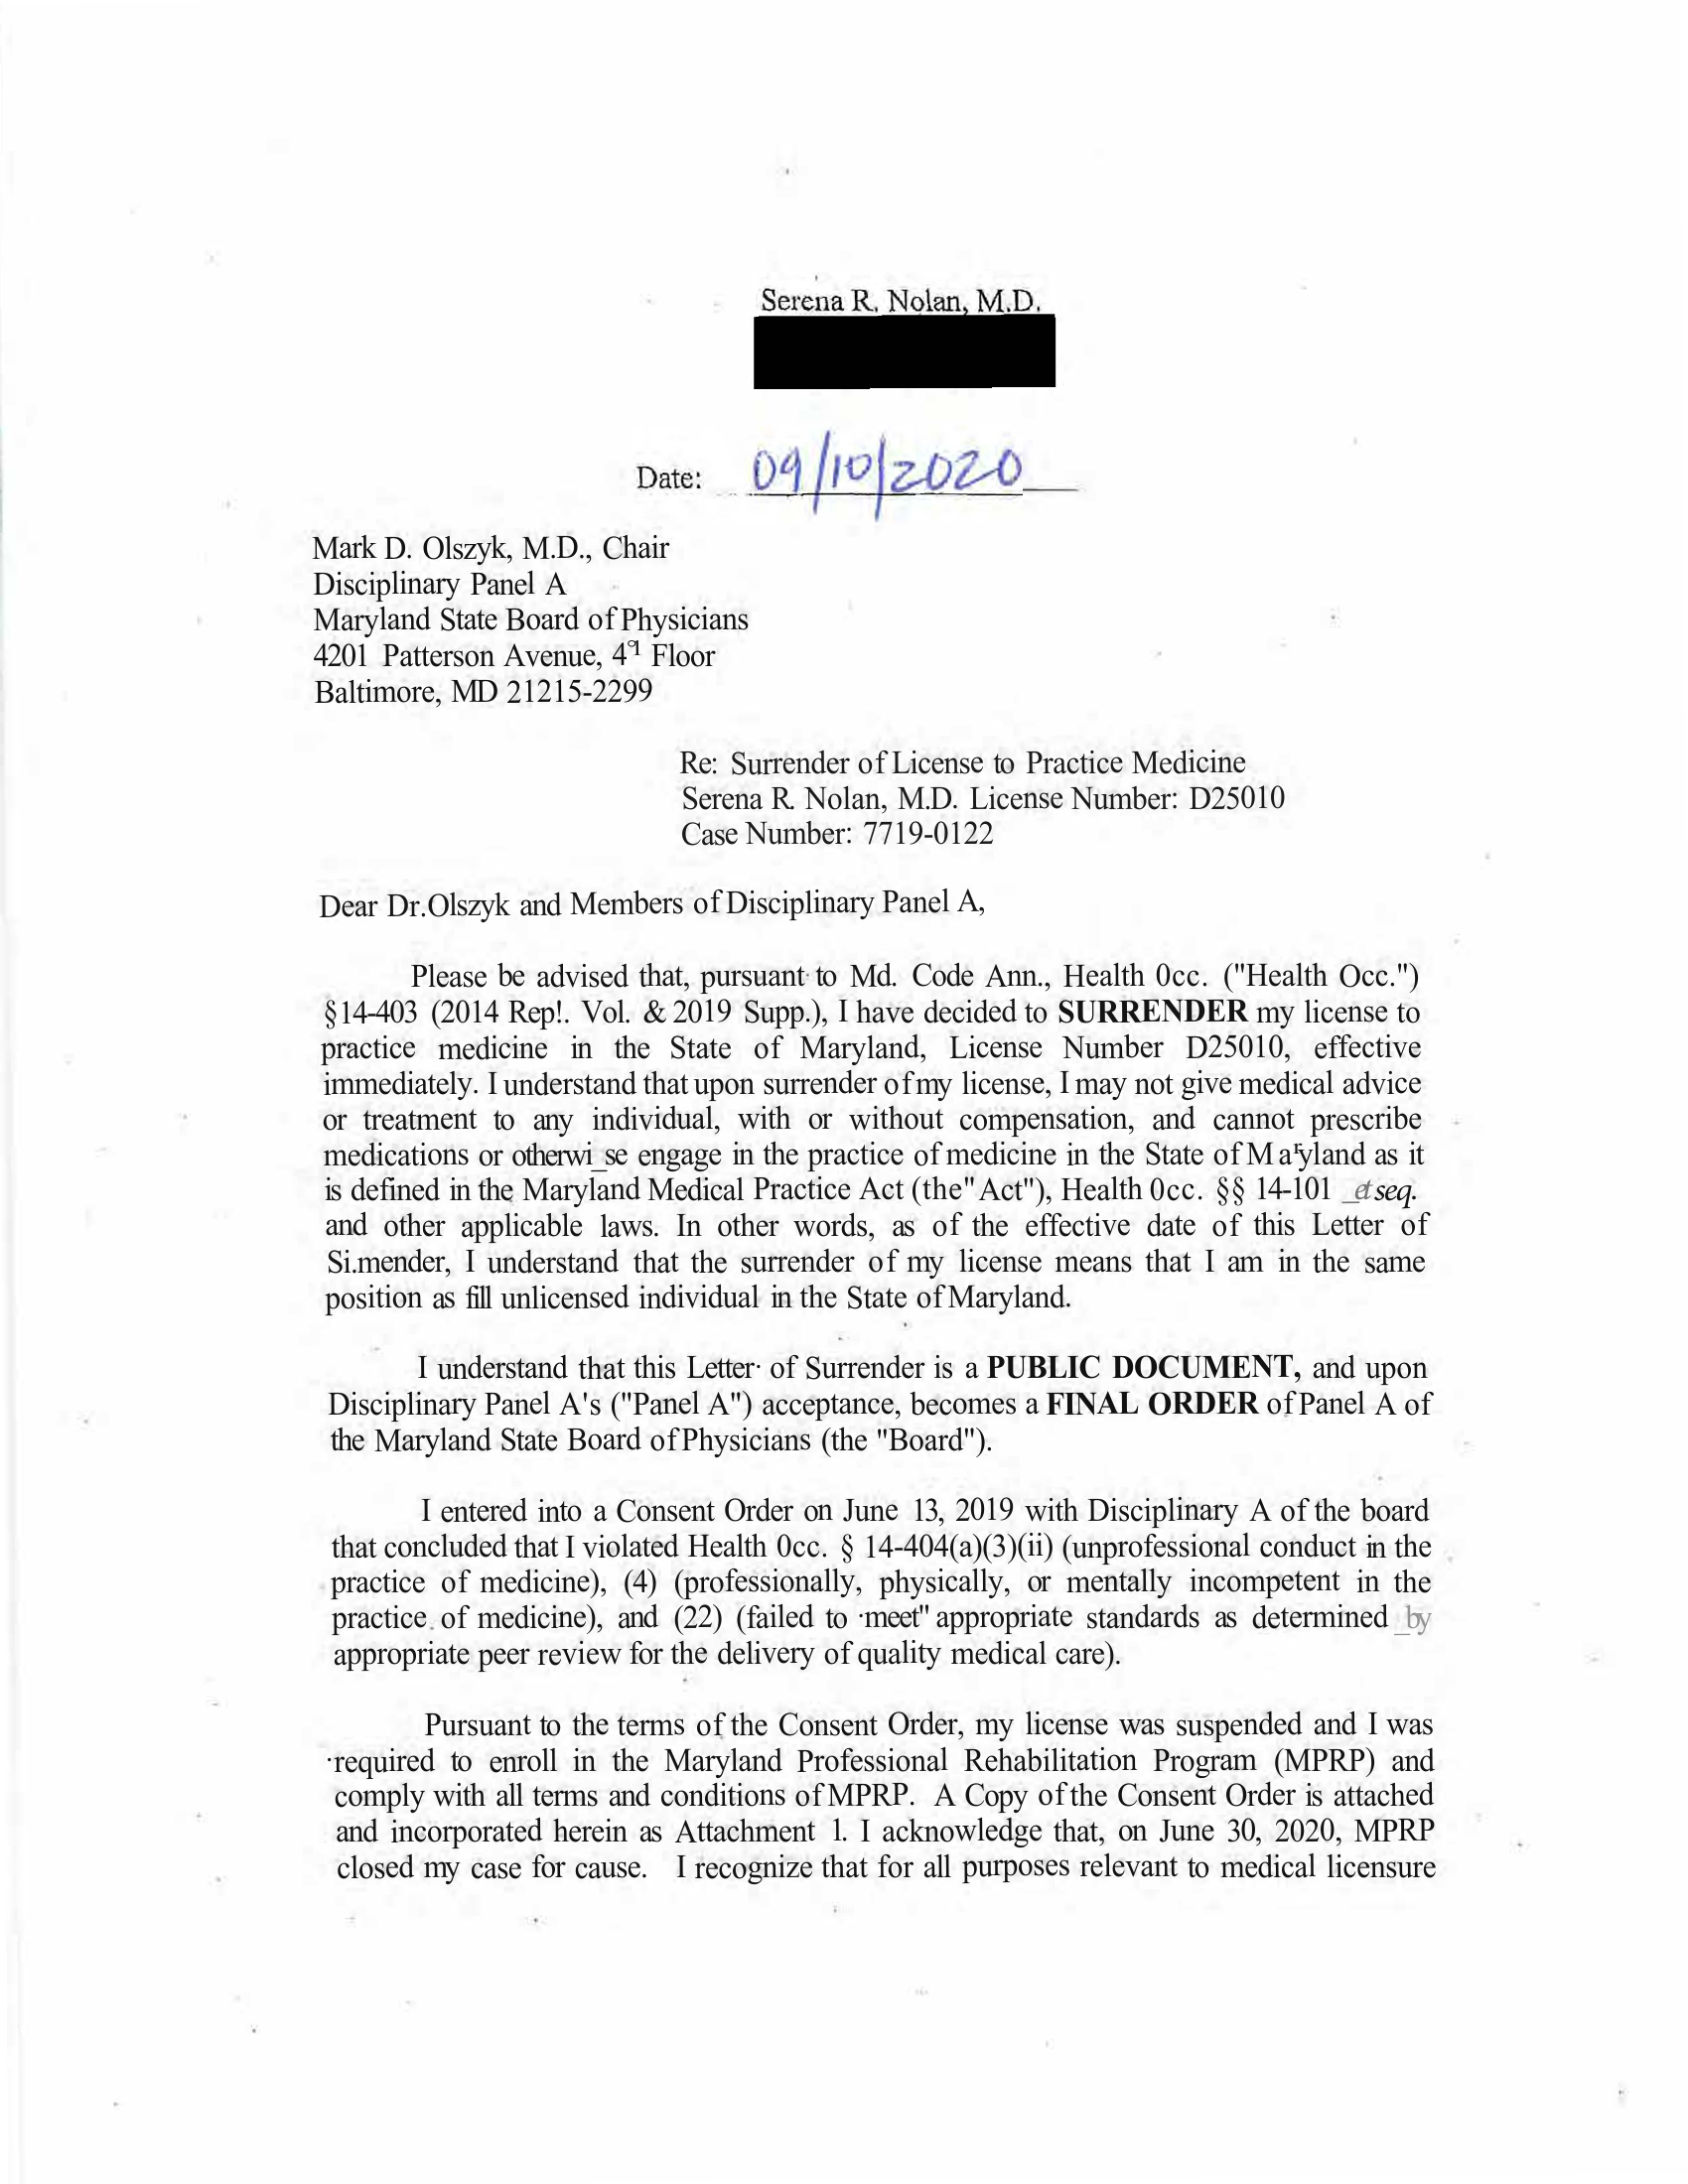 Serena R. Nolan, M.D.
Date: 09/10/2020
Mark D. Olszyk, M.D., Chair
Disciplinary Panel A
Maryland State Board of Physicians
4201 Patterson Avenue, 4 Floor
Baltimore, MD 21215-2299
Re: Surrender of License to Practice Medicine
Serena R. Nolan, M.D. License Number: D25010
Case Number: 7719-0122
Dear Dr.Olszyk and Members of Disciplinary Panel A,
Please be advised that, pursuant to Md. Code Ann., Health 0cc. ("Health Occ.")
§14-403 (2014 Rep!. Vol. & 2019 Supp.), I have decided to SURRENDER my license to
practice medicine in the State of Maryland, License Number D25010, effective
immediately. I understand that upon surrender of my license, I may not give medical advice
or treatment to any individual, with or without compensation, and cannot prescribe
medications or otherwi_se engage in the practice of medicine in the State of Maryland as it
is defined in the Maryland Medical Practice Act (the" Act"), Health 0cc. §§ 14-101 _et seq.
and other applicable laws. In other words, as of the effective date of this Letter of
Si.mender, I understand that the surrender of my license means that I am in the same
position as fill unlicensed individual in the State of Maryland.
I understand that this Letter· of Surrender is a PUBLIC DOCUMENT, and upon
Disciplinary Panel A's ("Panel A") acceptance, becomes a FINAL ORDER of Panel A of
the Maryland State Board of Physicians (the "Board").
I entered into a Consent Order on June 13, 2019 with Disciplinary A of the board
that concluded that I violated Health 0cc. § 14-404(a)(3)(ii) (unprofessional conduct in the
practice of medicine), (4) (professionally, physically, or mentally incompetent in the
practice of medicine), and (22) (failed to ·meet" appropriate standards as determined _by
appropriate peer review for the delivery of quality medical care).
Pursuant to the terms of the Consent Order, my license was suspended and I was
·required to enroll in the Maryland Professional Rehabilitation Program (MPRP) and
comply with all terms and conditions of MPRP. A Copy of the Consent Order is attached
and incorporated herein as Attachment 1. I acknowledge that, on June 30, 2020, MPRP
closed my case for cause. I recognize that for all purposes relevant to medical licensure